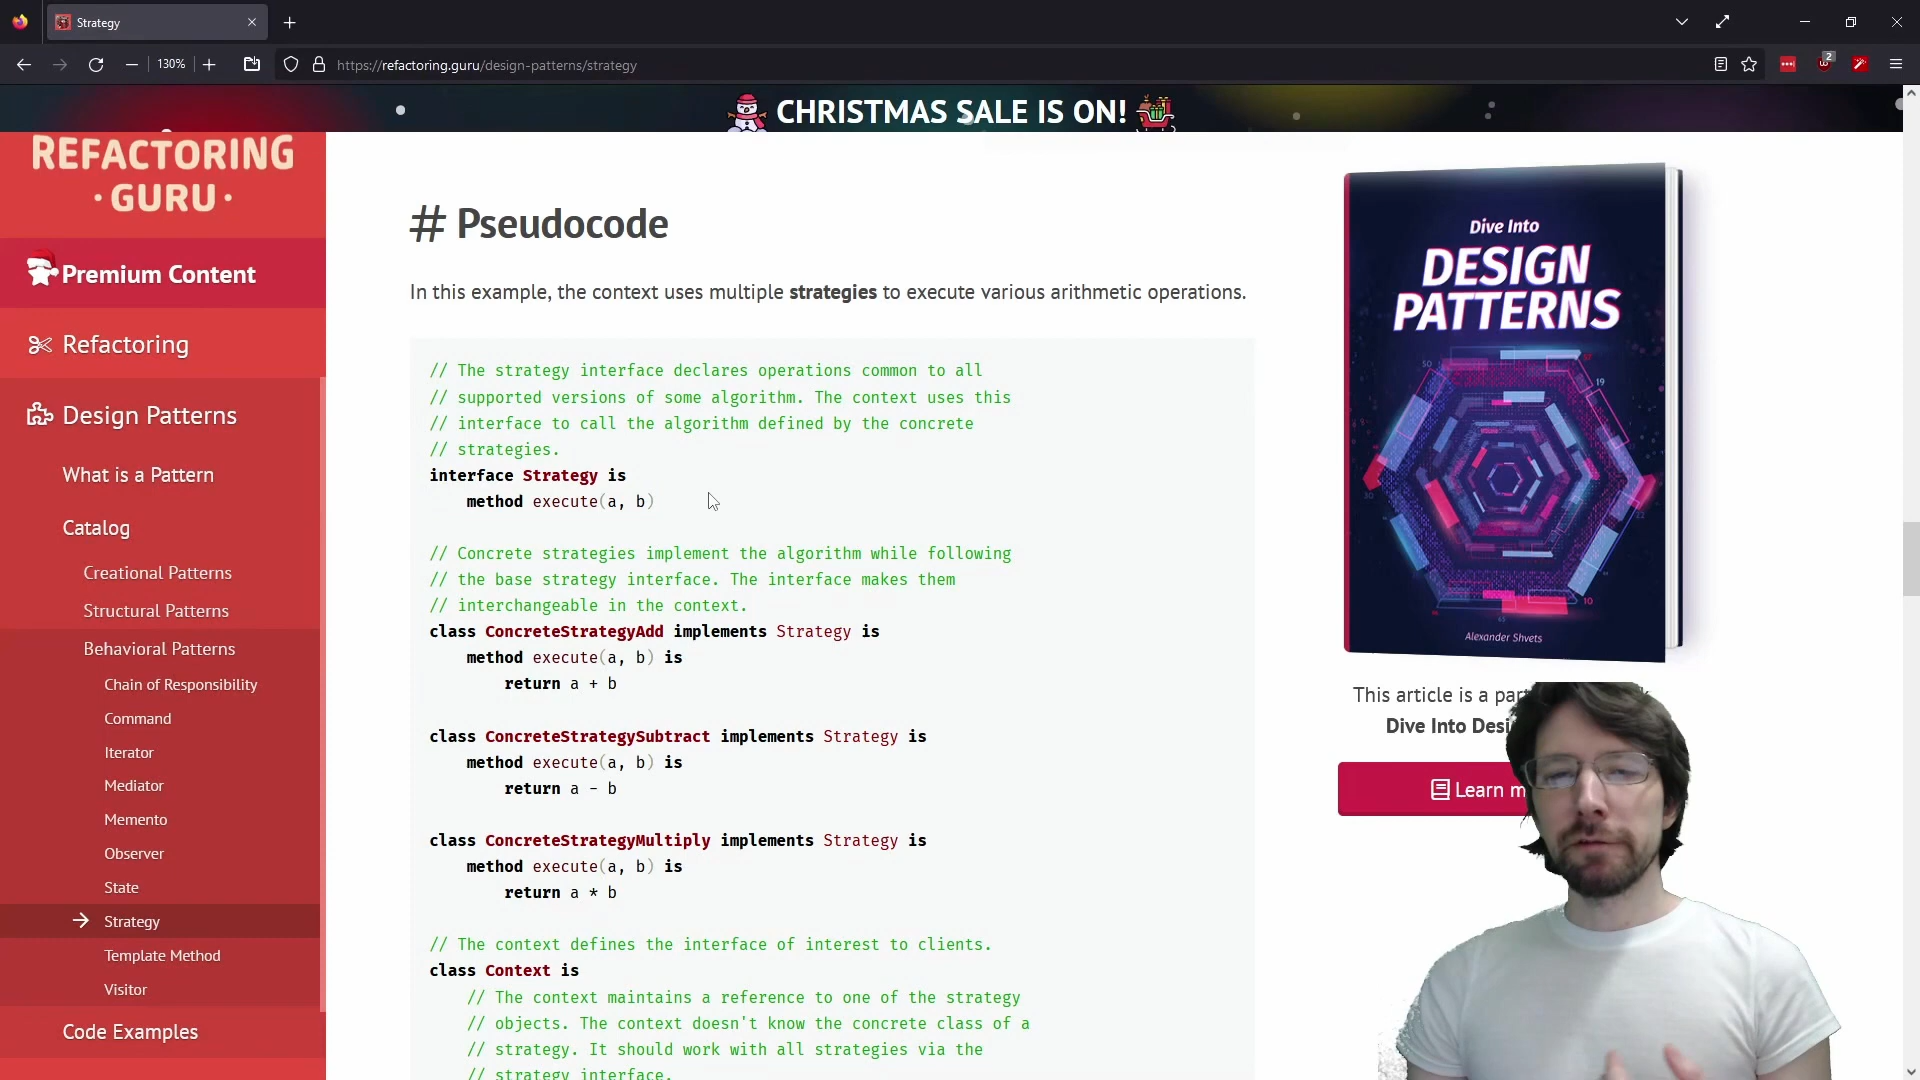 Strategy
130%
https://refactoring.guru/design-patterns/strategy
2
CHRISTMAS SALE IS ON!
REFACTORING
· GURU ·
Premium Content
Refactoring
Design Patterns
What is a Pattern
Catalog
Creational Patterns
Structural Patterns
Behavioral Patterns
Chain of Responsibility
Command
Iterator
Mediator
Memento
Observer
State
Strategy
Template Method
Visitor
Code Examples
# Pseudocode
In this example, the context uses multiple strategies to execute various arithmetic operations.
// The strategy interface declares operations common to all
// supported versions of some algorithm. The context uses this
// interface to call the algorithm defined by the concrete
// strategies.
interface Strategy is
method execute(a, b)
// Concrete strategies implement the algorithm while following
// the base strategy interface. The interface makes them
// interchangeable in the context.
class ConcreteStrategyAdd implements Strategy is
method execute(a, b) is
return a + b
class ConcreteStrategySubtract implements Strategy is
method execute(a, b) is
return a - b
class ConcreteStrategyMultiply implements Strategy is
method execute(a, b) is
return a * b
// The context defines the interface of interest to clients.
class Context is
// The context maintains a reference to one of the strategy
// objects. The context doesn't know the concrete class of a
// strategy. It should work with all strategies via the
// strategy interface.
Dive Into
DESIGN
PATTERNS
Alexander Shvets
This article is a part
Dive Into Desi
Learn m